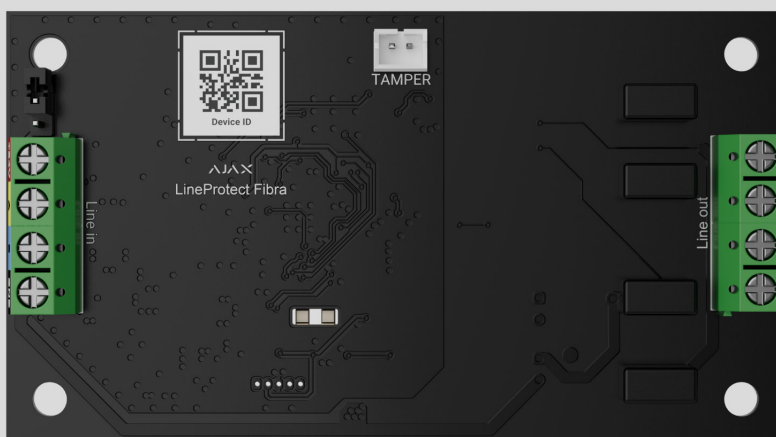 TAMPER
Device ID
AJAX
LineProtect Fibra
Line in
Line out